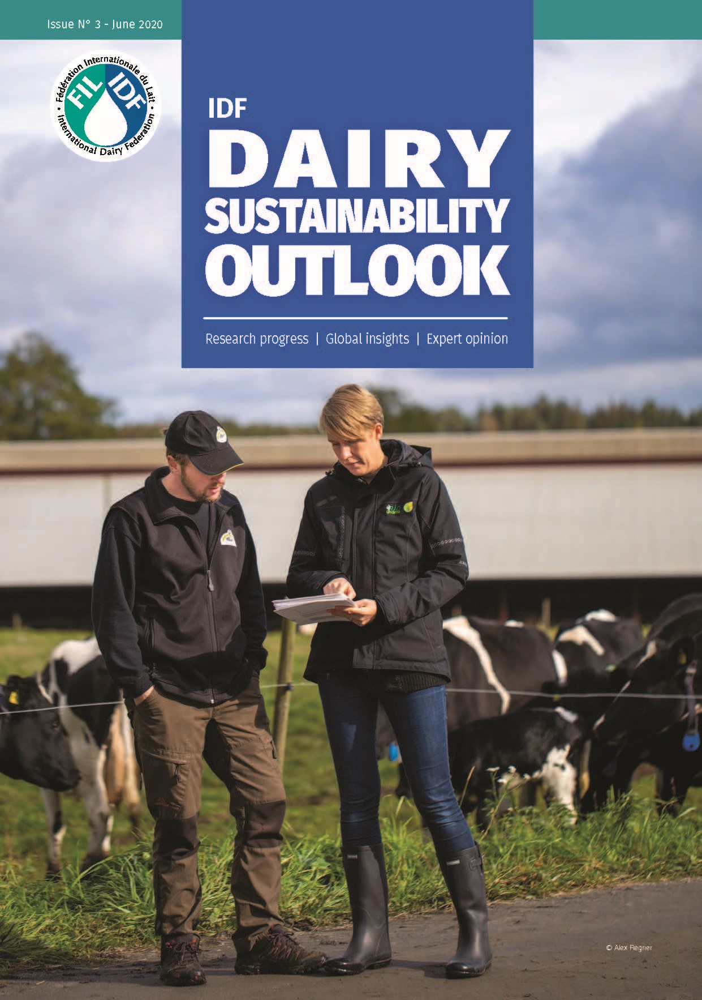 Issue N° 3 - June 2020
• Fédération Internationale du Lait •
FIL IDF
International Dairy Federation
IDF
DAIRY
SUSTAINABILITY
OUTLOOK
Research progress | Global insights | Expert opinion
© Alex Regner